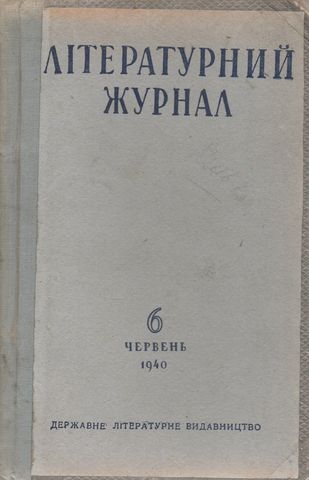 ЛІТЕРАТУРНИЙ
ЖУРНАЛ
6
ЧЕРВЕНЬ
1940
ДЕРЖАВНЕ ЛІТЕРАТУРНЕ ВИДАВНИЦТВО